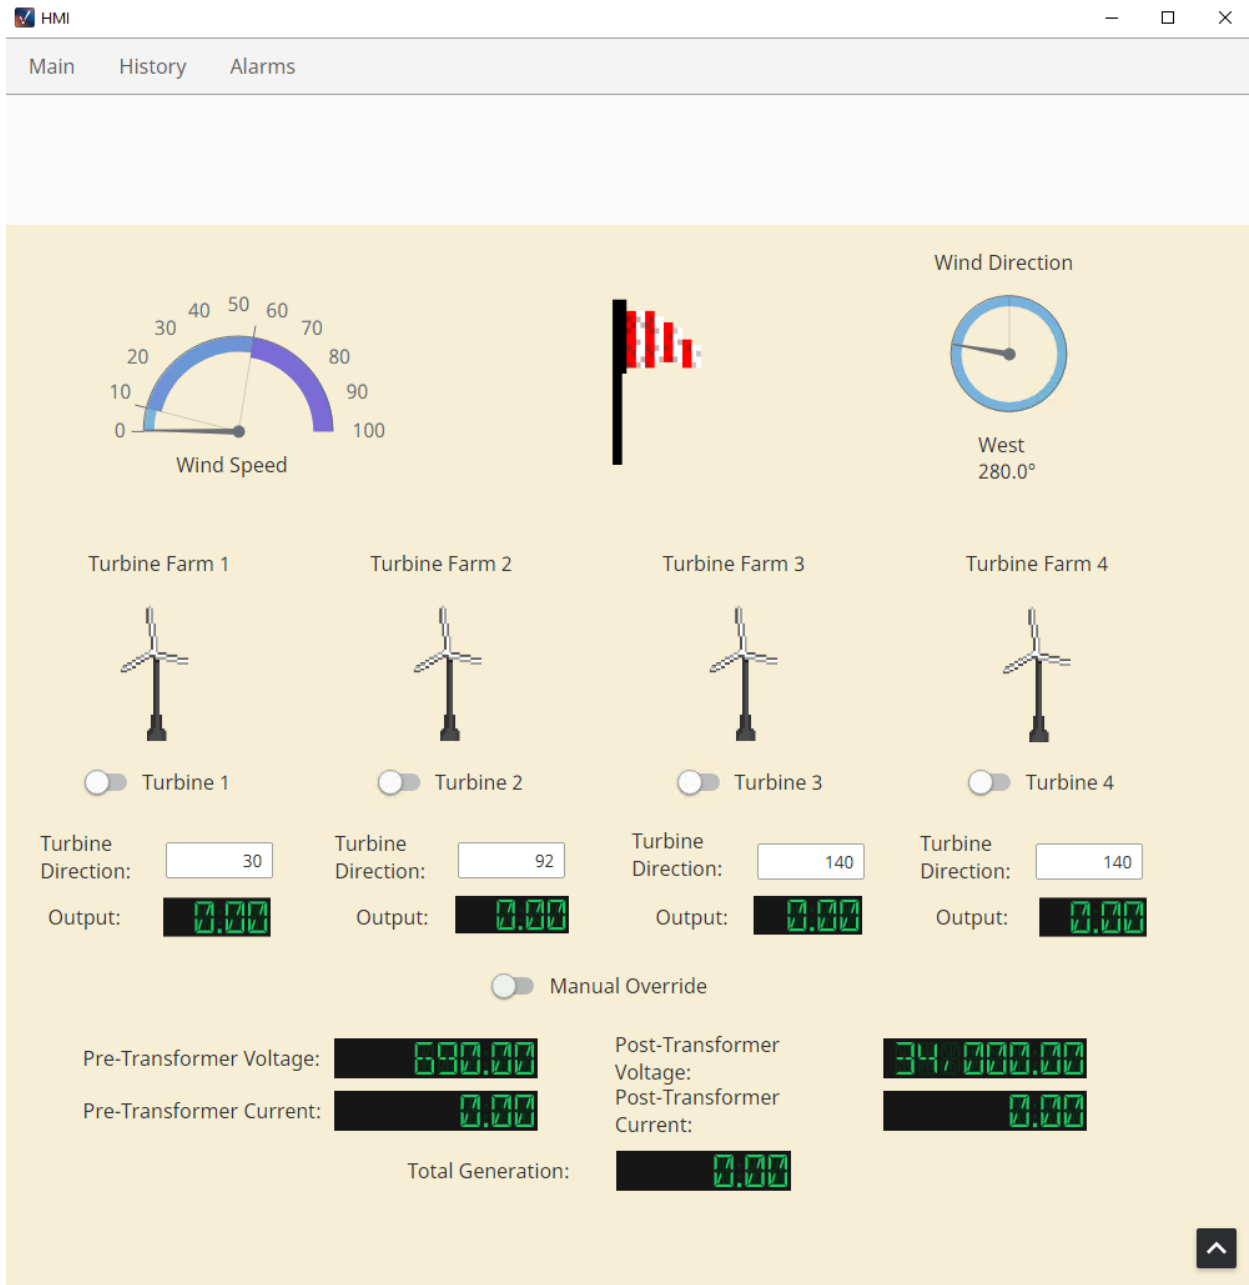 HMI
Main History Alarms
Wind Direction
0 10 20 30 40 50 60 70 80 90 100
Wind Speed
West
280.0°
Turbine Farm 1 Turbine Farm 2 Turbine Farm 3 Turbine Farm 4
Turbine 1 Turbine 2 Turbine 3 Turbine 4
Turbine
Direction: 30
Turbine
Direction: 92
Turbine
Direction: 140
Turbine
Direction: 140
Output: 0.00 Output: 0.00 Output: 0.00 Output: 0.00
Manual Override
Pre-Transformer Voltage: 690.00
Post-Transformer
Voltage: 34,000.00
Pre-Transformer Current: 0.00
Post-Transformer
Current: 0.00
Total Generation: 0.00